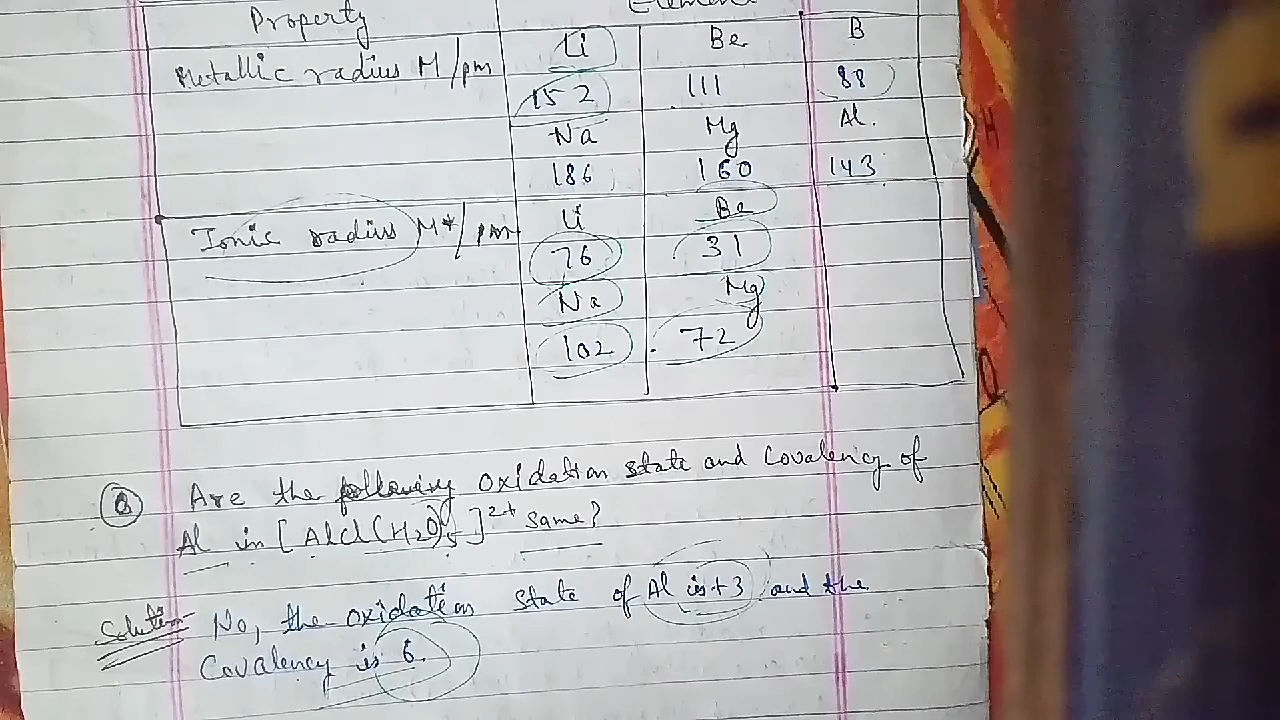 Property Element
Metallic radius M/pm Li Be B
152 111 88
Na Mg Al.
186 160 143
Ionic radius M*/pm Li Be
76 31
Na Mg
102 72
Q Are the following oxidation state and Covalency of
Al in [AlCl(H2O)5]2+ same?
Solution No, the oxidation state of Al is +3 and the
Covalency is 6.